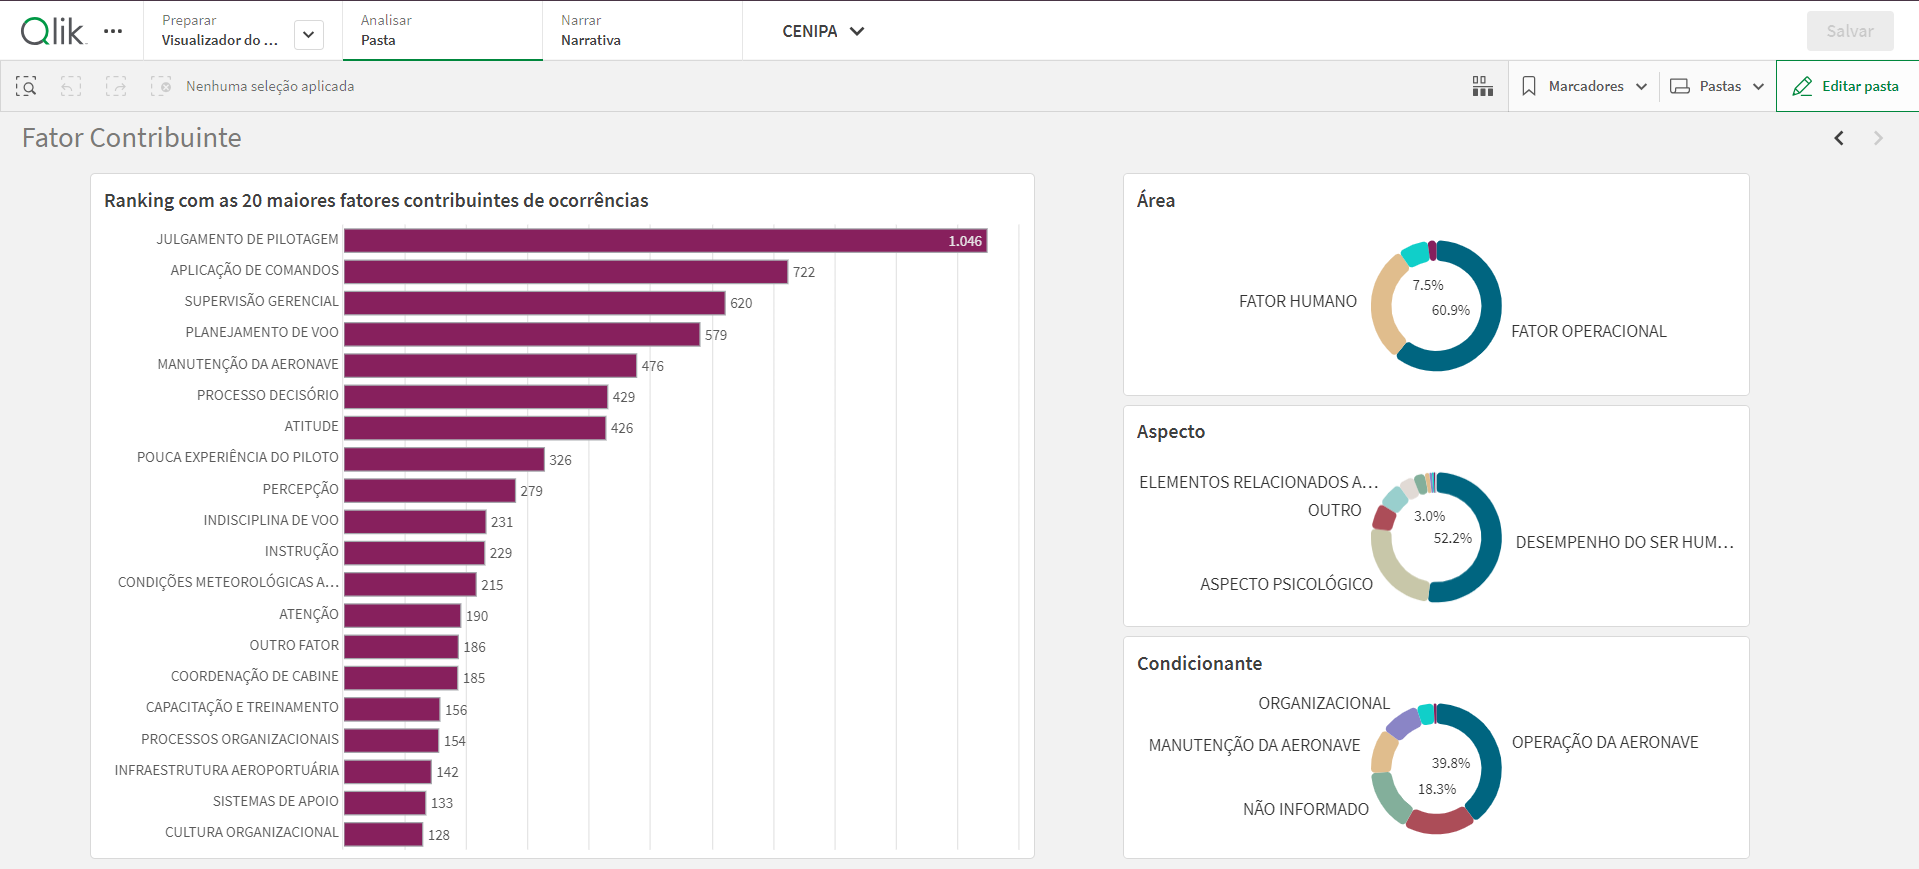 Qlik
Preparar
Visualizador do ...
Analisar
Pasta
Narrar
Narrativa
CENIPA
Salvar
Nenhuma seleção aplicada
Marcadores
Pastas
Editar pasta
Fator Contribuinte
Ranking com as 20 maiores fatores contribuintes de ocorrências
JULGAMENTO DE PILOTAGEM 1.046
APLICAÇÃO DE COMANDOS 722
SUPERVISÃO GERENCIAL 620
PLANEJAMENTO DE VOO 579
MANUTENÇÃO DA AERONAVE 476
PROCESSO DECISÓRIO 429
ATITUDE 426
POUCA EXPERIÊNCIA DO PILOTO 326
PERCEPÇÃO 279
INDISCIPLINA DE VOO 231
INSTRUÇÃO 229
CONDIÇÕES METEOROLÓGICAS A... 215
ATENÇÃO 190
OUTRO FATOR 186
COORDENAÇÃO DE CABINE 185
CAPACITAÇÃO E TREINAMENTO 156
PROCESSOS ORGANIZACIONAIS 154
INFRAESTRUTURA AEROPORTUÁRIA 142
SISTEMAS DE APOIO 133
CULTURA ORGANIZACIONAL 128
Área
7.5%
FATOR HUMANO
60.9%
FATOR OPERACIONAL
Aspecto
ELEMENTOS RELACIONADOS A...
OUTRO
3.0%
52.2%
DESEMPENHO DO SER HUM...
ASPECTO PSICOLÓGICO
Condicionante
ORGANIZACIONAL
MANUTENÇÃO DA AERONAVE
OPERAÇÃO DA AERONAVE
39.8%
18.3%
NÃO INFORMADO